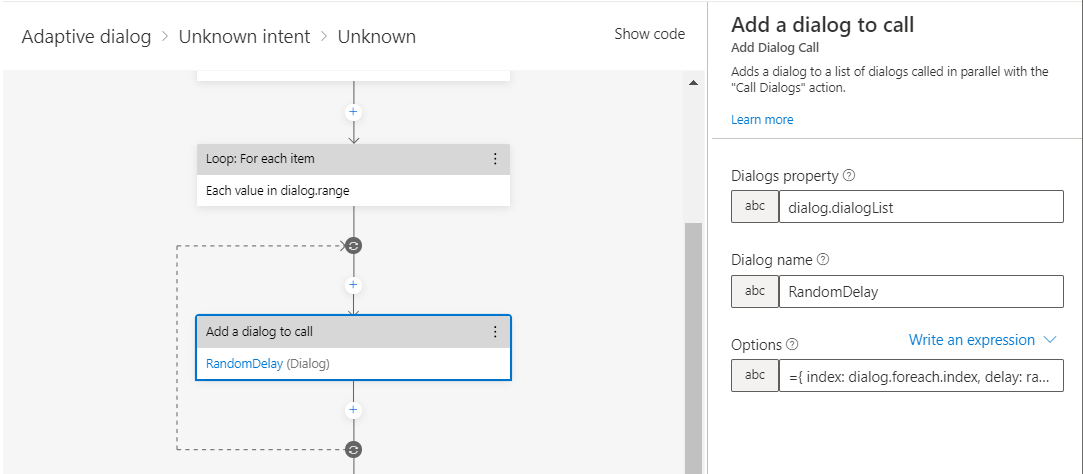 Adaptive dialog > Unknown intent > Unknown
Show code
Loop: For each item
Each value in dialog.range
Add a dialog to call
RandomDelay (Dialog)
Add a dialog to call
Add Dialog Call
Adds a dialog to a list of dialogs called in parallel with the
"Call Dialogs" action.
Learn more
Dialogs property
abc
dialog.dialogList
Dialog name
abc
RandomDelay
Options
Write an expression
abc
={ index: dialog.foreach.index, delay: ra...